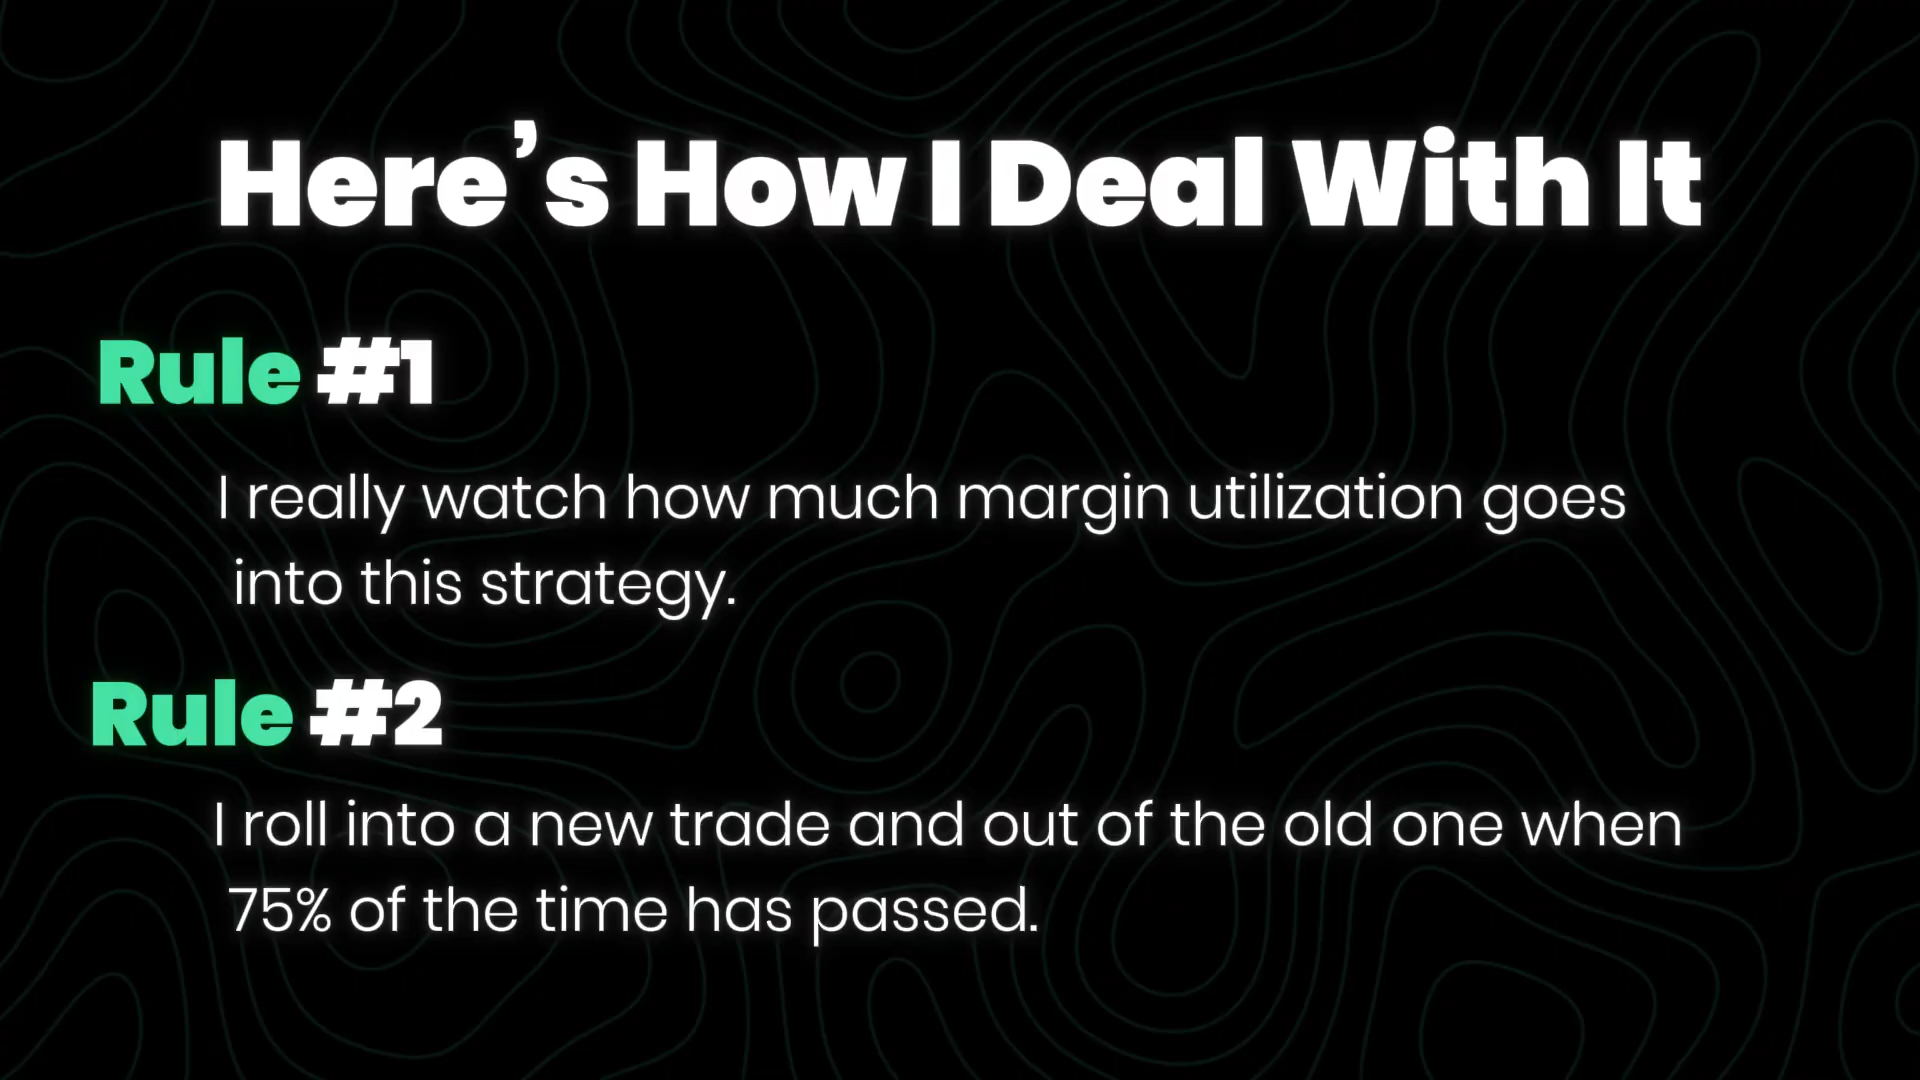 Here’s How I Deal With It
Rule #1
I really watch how much margin utilization goes
into this strategy.
Rule #2
I roll into a new trade and out of the old one when
75% of the time has passed.